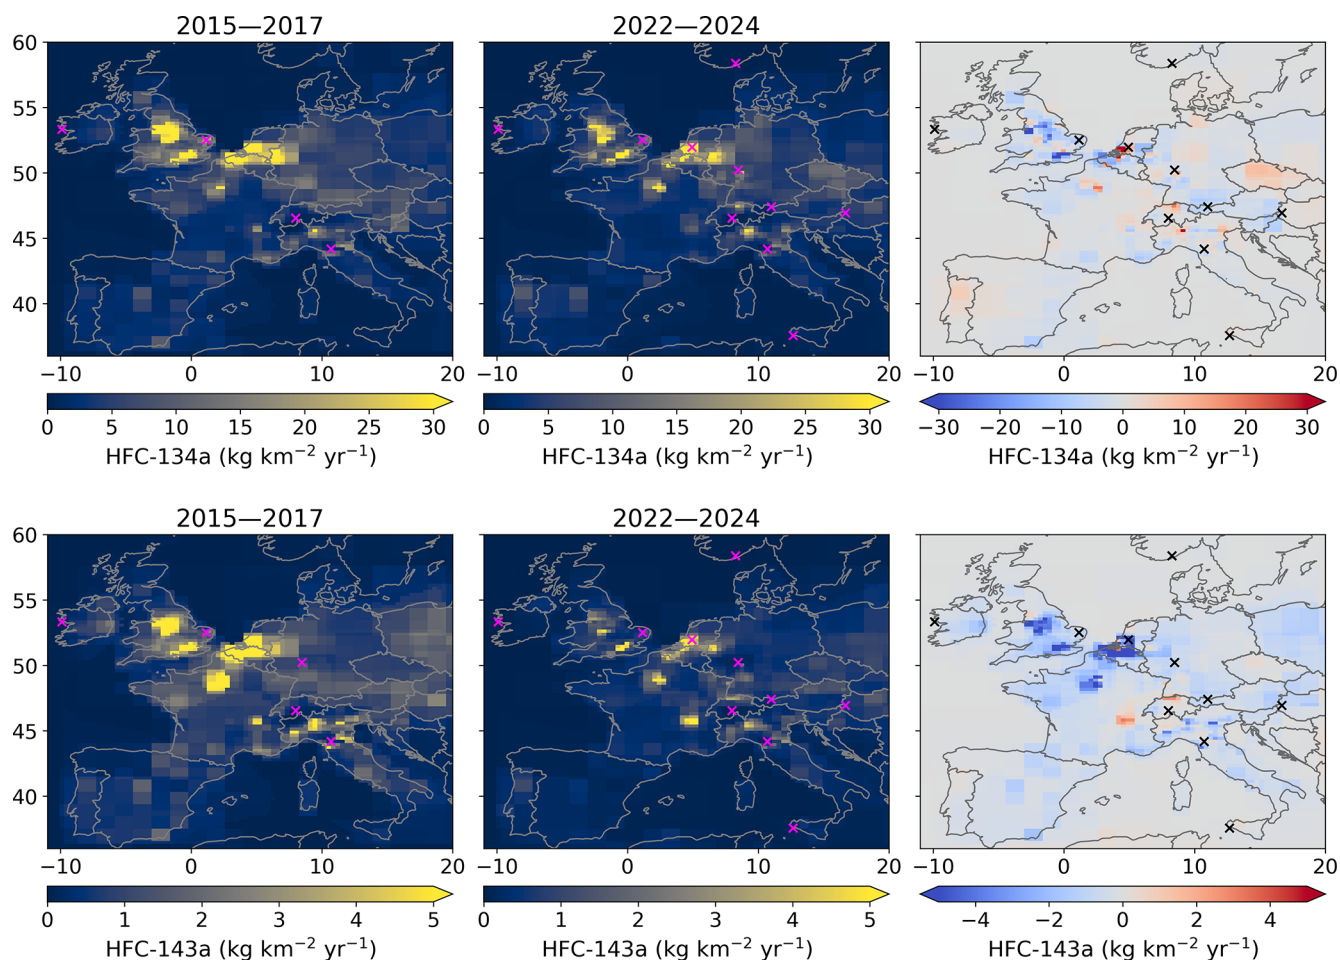 2015—2017
2022—2024
60
55
50
45
40
−10 0 10 20
−10 0 10 20
−10 0 10 20
0 5 10 15 20 25 30
0 5 10 15 20 25 30
−30 −20 −10 0 10 20 30
HFC-134a (kg km⁻² yr⁻¹)
HFC-134a (kg km⁻² yr⁻¹)
HFC-134a (kg km⁻² yr⁻¹)
2015—2017
2022—2024
60
55
50
45
40
−10 0 10 20
−10 0 10 20
−10 0 10 20
0 1 2 3 4 5
0 1 2 3 4 5
−4 −2 0 2 4
HFC-143a (kg km⁻² yr⁻¹)
HFC-143a (kg km⁻² yr⁻¹)
HFC-143a (kg km⁻² yr⁻¹)